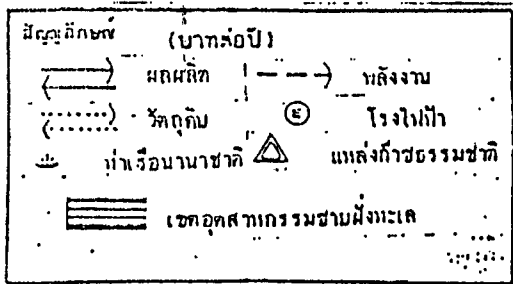 สัญลักษณ์ (บาทต่อปี)
ผลผลิต พลังงาน
วัตถุดิบ โรงไฟฟ้า
ท่าเรือนานาชาติ แหล่งก๊าซธรรมชาติ
เขตอุตสาหกรรมชายฝั่งทะเล